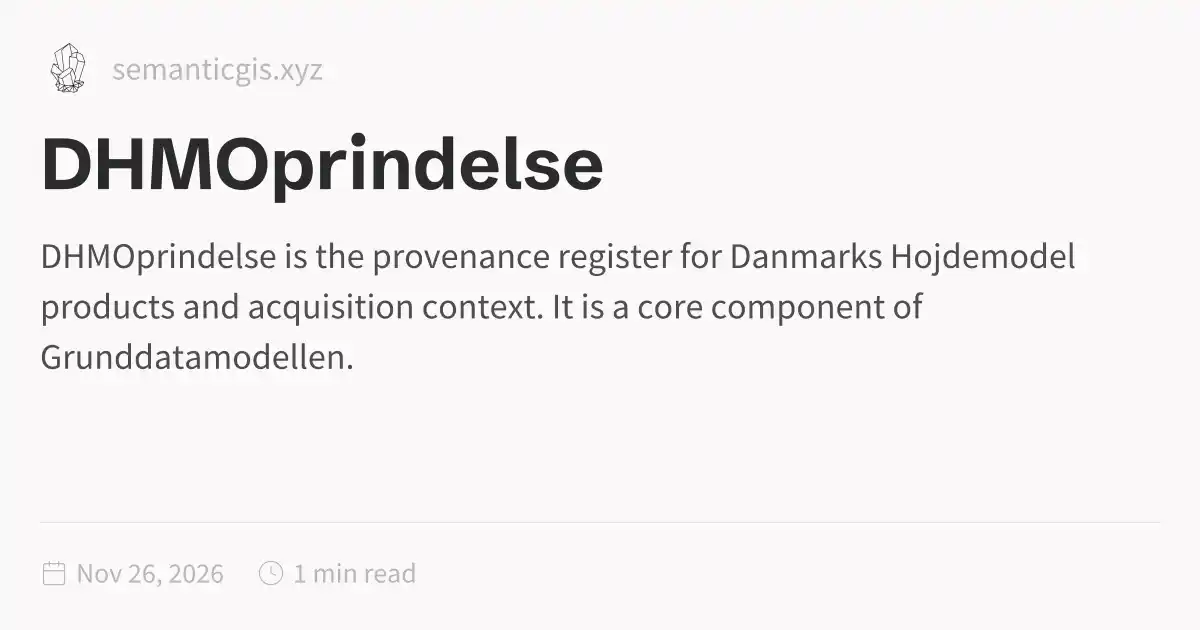 semanticgis.xyz
DHMOprindelse
DHMOprindelse is the provenance register for Danmarks Hojdemodel
products and acquisition context. It is a core component of
Grunddatamodellen.
Nov 26, 2026 1 min read